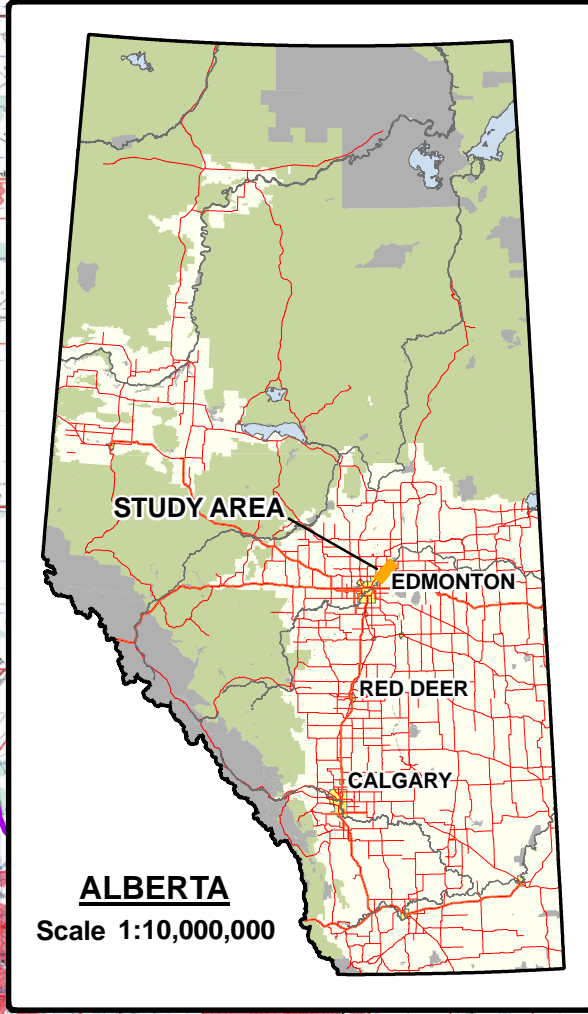 STUDY AREA
EDMONTON
RED DEER
CALGARY
ALBERTA
Scale 1:10,000,000